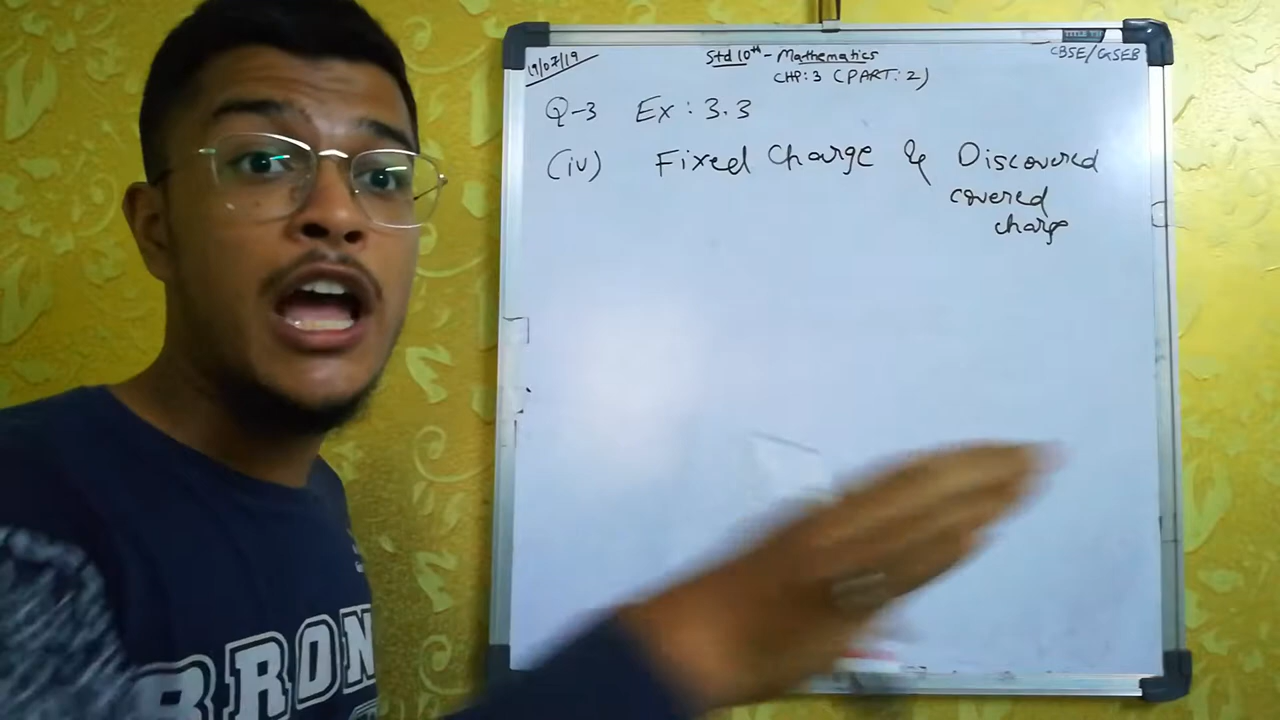 19/07/19
Std 10th - Mathematics
CHP: 3 (PART: 2)
CBSE/GSEB
Q-3 Ex: 3.3
(iv) Fixed Charge & Discovered
covered
charge
BRON